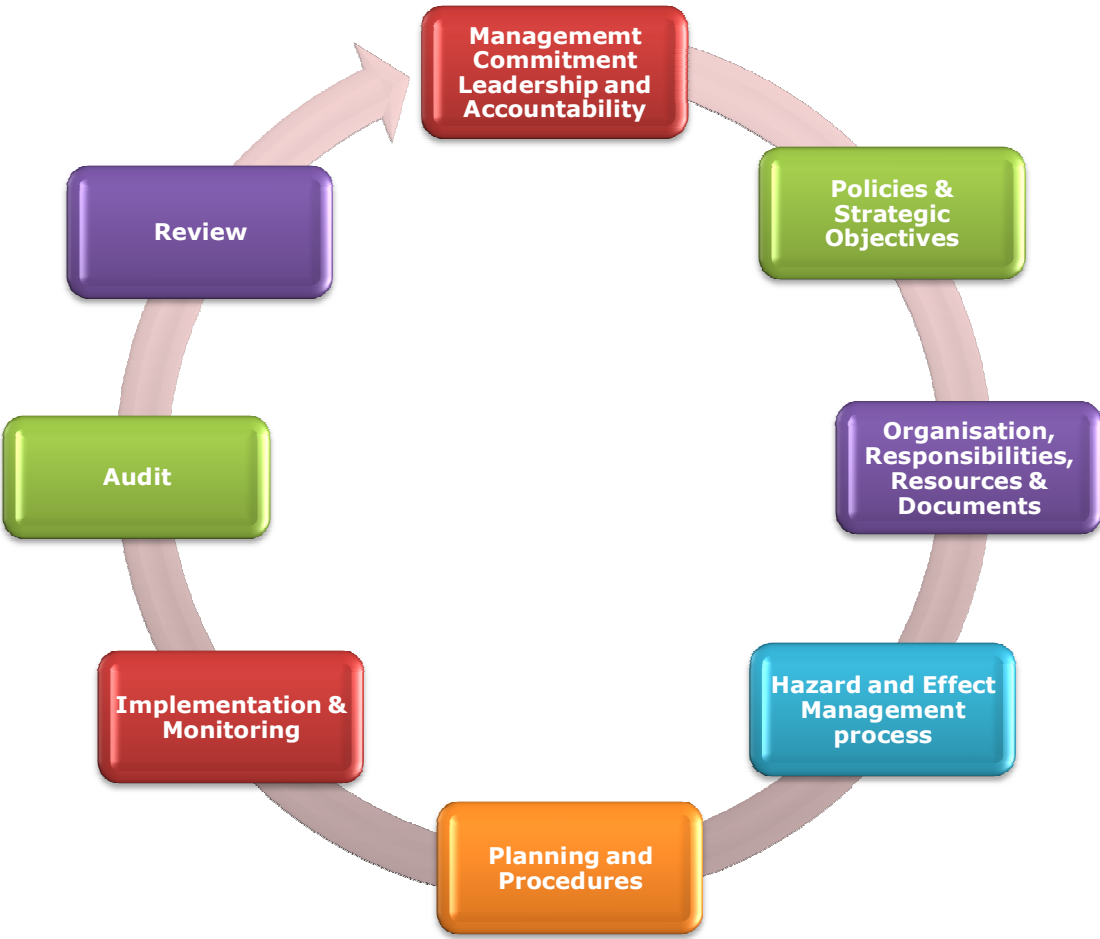 Managememt
Commitment
Leadership and
Accountability
Policies &
Strategic
Objectives
Organisation,
Responsibilities,
Resources &
Documents
Hazard and Effect
Management
process
Planning and
Procedures
Implementation &
Monitoring
Audit
Review